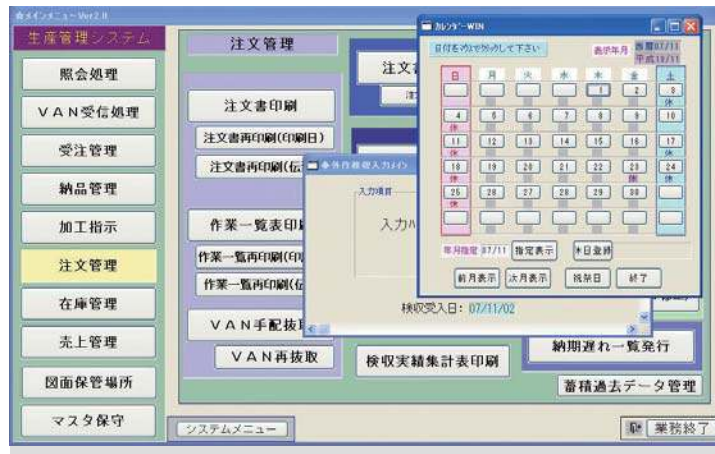 ☆メインメニュー Ver2.11
生産管理システム
照会処理
VAN受信処理
受注管理
納品管理
加工指示
注文管理
在庫管理
売上管理
図面保管場所
マスタ保守
注文管理
注文書印刷
注文書再印刷(印刷日)
注文書再印刷(伝
作業一覧表印
作業一覧再印刷(印
作業一覧再印刷(伝
VAN手配抜
VAN再抜取
注文
入力項目
入力
検収受入日: 07/11/02
検収実績集計表印刷
納期遅れ一覧発行
蓄積過去データ管理
システムメニュー
業務終了
カレンダーWIN
日付をマウスでクリックして下さい
表示年月
西暦07/11
平成19/11
日 月 火 水 木 金 土
1 2 3
休
4 5 6 7 8 9 10
休
11 12 13 14 15 16 17
休 休
18 19 20 21 22 23 24
休 休 休
25 26 27 28 29 30
休
年月指定 07/11 指定表示 休日登録
前月表示 次月表示 祝祭日 終了